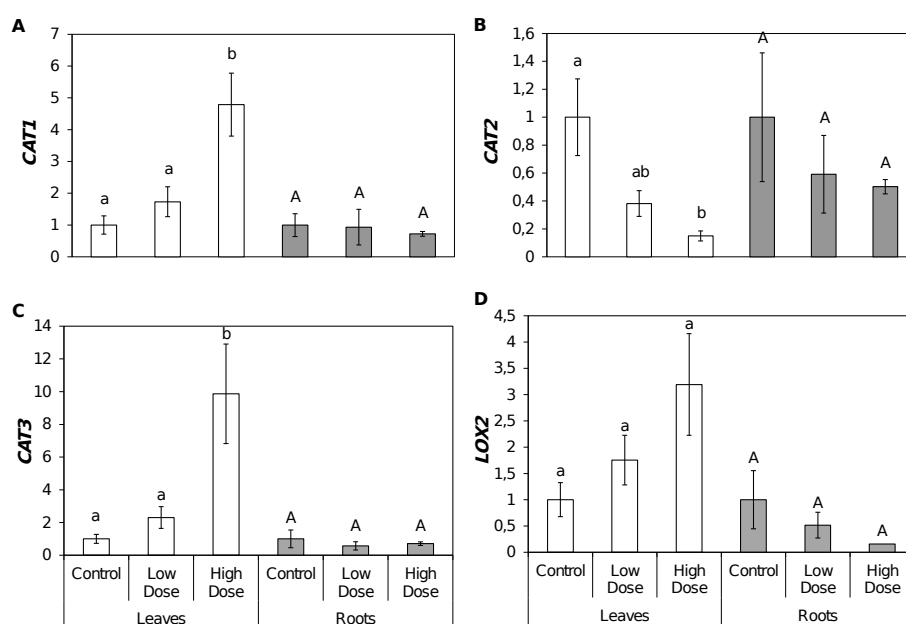 A
CAT1
7
6
5
4
3
2
1
0
a
a
b
A
A
A
B
CAT2
1,6
1,4
1,2
1
0,8
0,6
0,4
0,2
0
a
ab
b
A
A
A
C
CAT3
14
12
10
8
6
4
2
0
a
a
b
A
A
A
Control
Low
Dose
High
Dose
Control
Low
Dose
High
Dose
Leaves
Roots
D
LOX2
4,5
4
3,5
3
2,5
2
1,5
1
0,5
0
a
a
a
A
A
A
Control
Low
Dose
High
Dose
Control
Low
Dose
High
Dose
Leaves
Roots